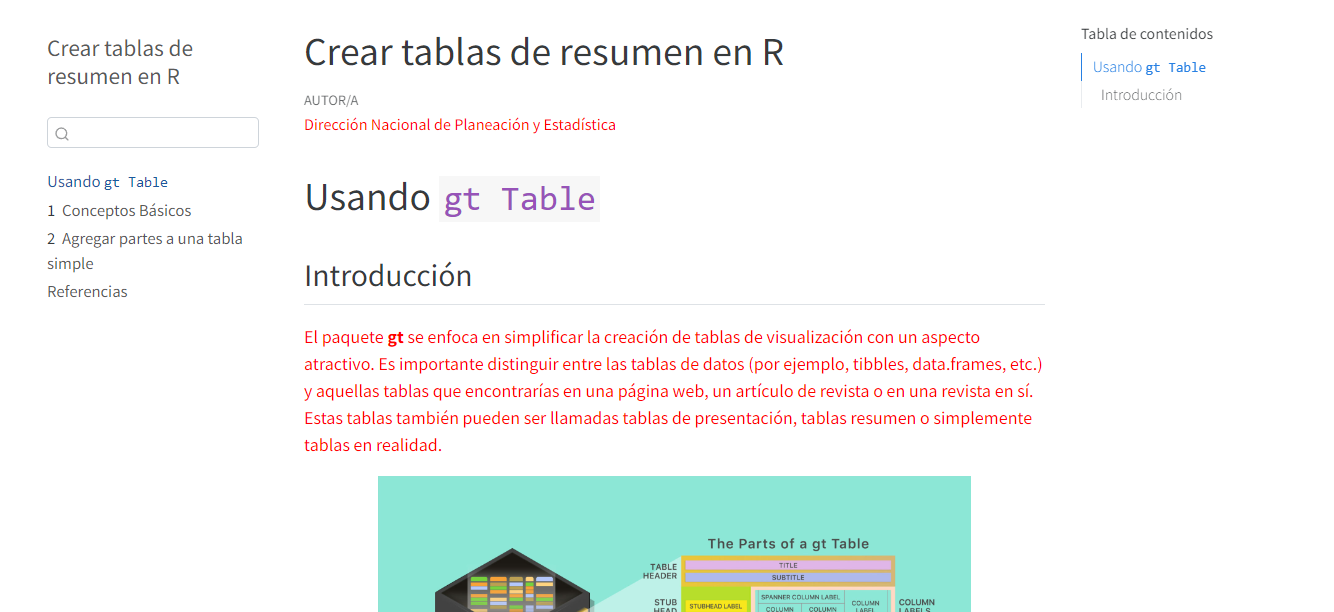 Crear tablas de
resumen en R
Usando gt Table
1 Conceptos Básicos
2 Agregar partes a una tabla
simple
Referencias
Crear tablas de resumen en R
AUTOR/A
Dirección Nacional de Planeación y Estadística
Usando gt Table
Introducción
El paquete gt se enfoca en simplificar la creación de tablas de visualización con un aspecto
atractivo. Es importante distinguir entre las tablas de datos (por ejemplo, tibbles, data.frames, etc.)
y aquellas tablas que encontrarías en una página web, un artículo de revista o en una revista en sí.
Estas tablas también pueden ser llamadas tablas de presentación, tablas resumen o simplemente
tablas en realidad.
The Parts of a gt Table
TABLE
HEADER
TITLE
SUBTITLE
STUB
HEAD
STUBHEAD LABEL
SPANNER COLUMN LABEL
COLUMN
COLUMN
COLUMN
LABEL
COLUMN
LABELS
Tabla de contenidos
Usando gt Table
Introducción